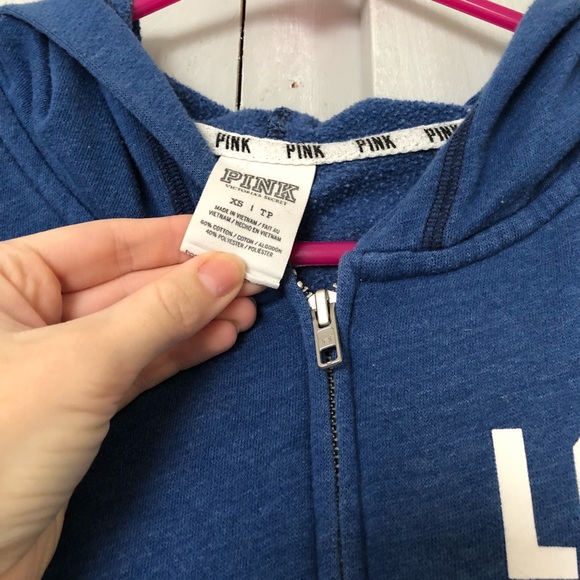 PINK PINK PINK PINK
PINK
VICTORIA'S SECRET
XS | TP
MADE IN VIETNAM / FAIT AU
VIETNAM / HECHO EN VIETNAM
60% COTTON / COTON / ALGODÓN
40% POLYESTER / POLIÉSTER
L